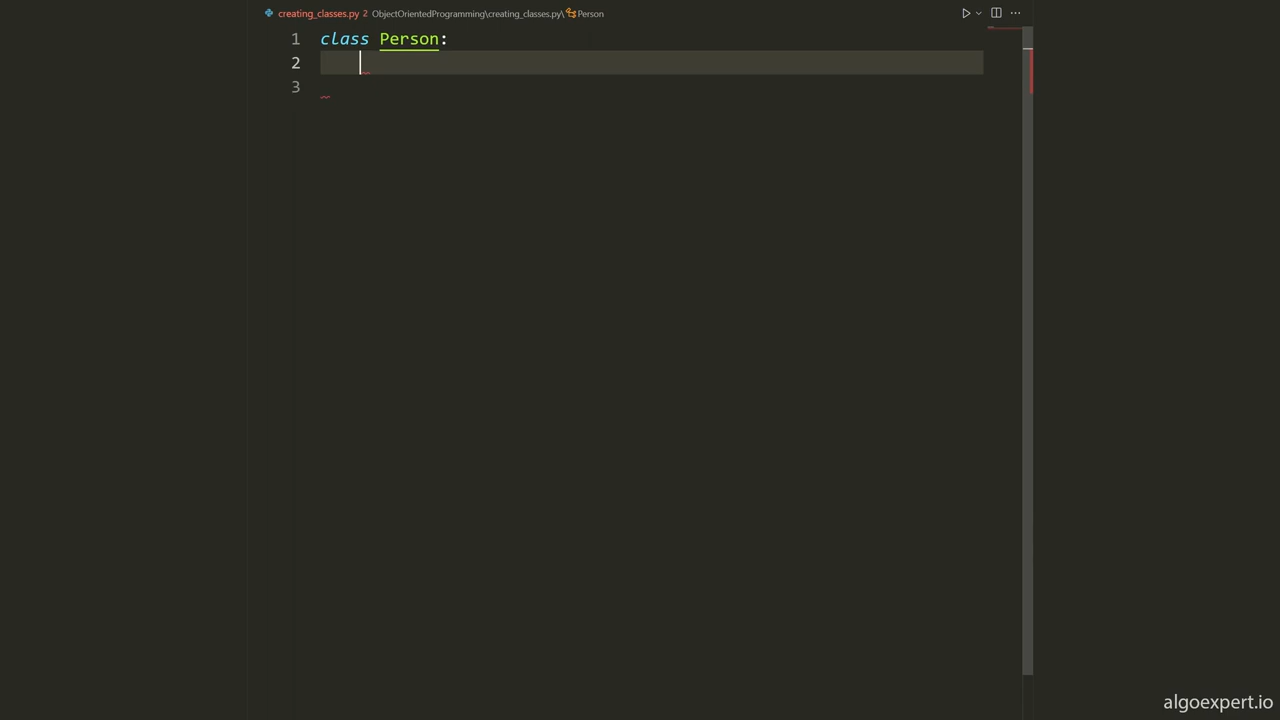 creating_classes.py 2 ObjectOrientedProgramming\creating_classes.py\ Person
1 class Person:
2
3
algoexpert.io